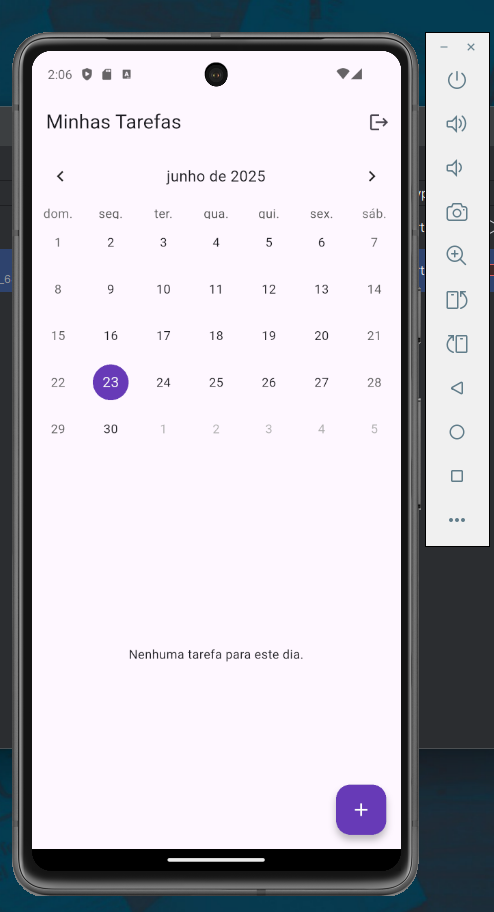 2:06
Minhas Tarefas
junho de 2025
dom. seg. ter. qua. qui. sex. sáb.
1 2 3 4 5 6 7
8 9 10 11 12 13 14
15 16 17 18 19 20 21
22 23 24 25 26 27 28
29 30 1 2 3 4 5
Nenhuma tarefa para este dia.